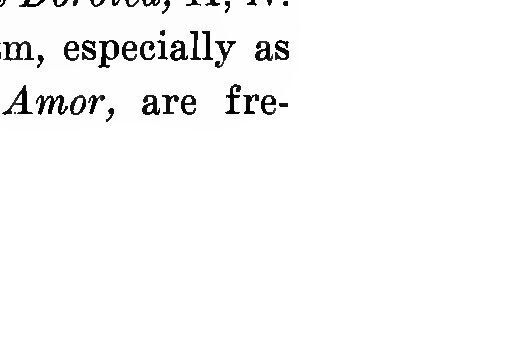 Dorotea, II, iv.
m, especially as
Amor, are fre-